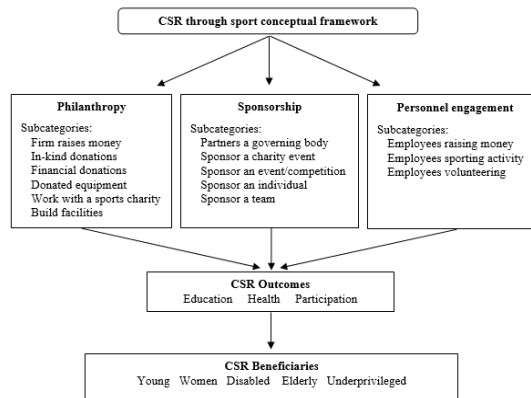 CSR through sport conceptual framework
Philanthropy
Subcategories:
Firm raises money
In-kind donations
Financial donations
Donated equipment
Work with a sports charity
Build facilities
Sponsorship
Subcategories:
Partners a governing body
Sponsor a charity event
Sponsor an event/competition
Sponsor an individual
Sponsor a team
Personnel engagement
Subcategories:
Employees raising money
Employees sporting activity
Employees volunteering
CSR Outcomes
Education Health Participation
CSR Beneficiaries
Young Women Disabled Elderly Underprivileged